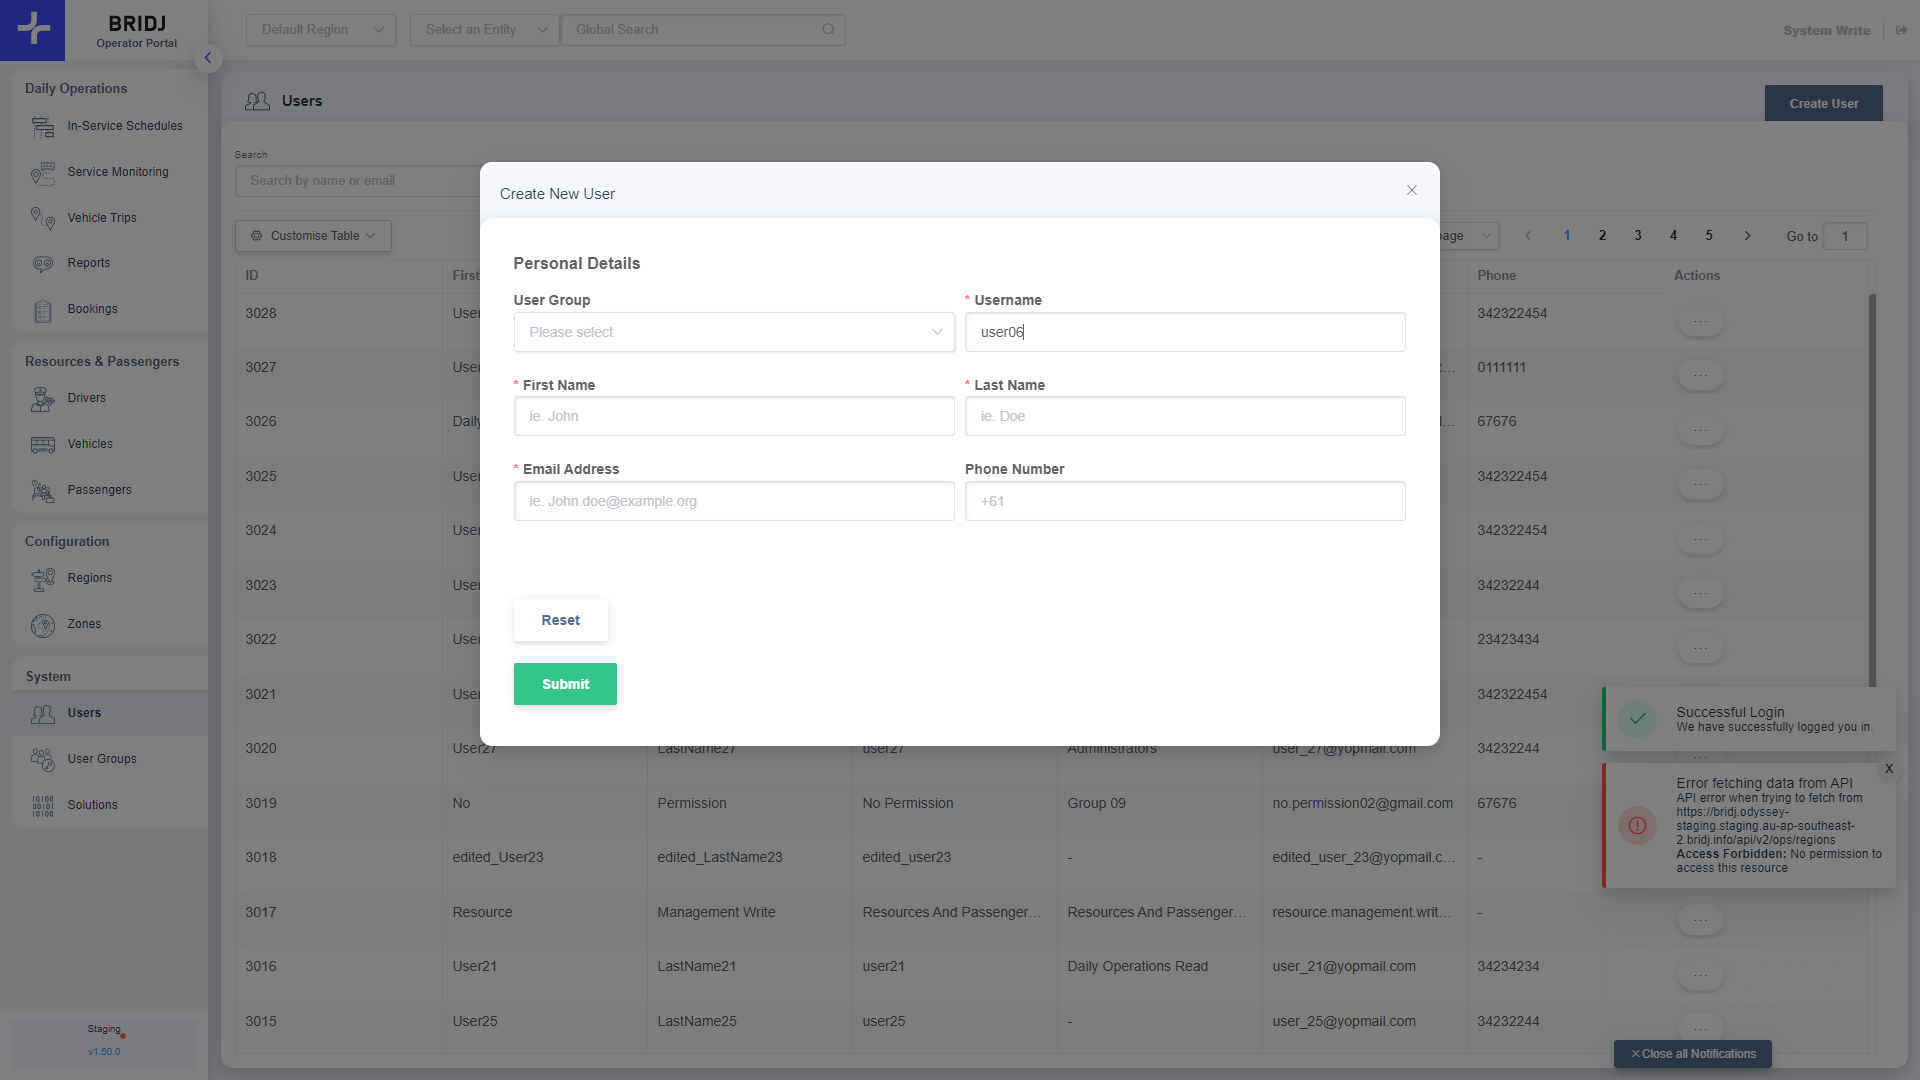 BRIDJ
Operator Portal
Default Region
Select an Entity
Global Search
System Write
Daily Operations
In-Service Schedules
Service Monitoring
Vehicle Trips
Reports
Bookings
Resources & Passengers
Drivers
Vehicles
Passengers
Configuration
Regions
Zones
System
Users
User Groups
Solutions
Staging
v1.50.0
Users
Create User
Search
Search by name or email
Customise Table
1 2 3 4 5
Go to 1
ID First Phone Actions
3028 User 342322454 ...
3027 User 0111111 ...
3026 Daily 67676 ...
3025 User 342322454 ...
3024 User 342322454 ...
3023 User 34232244 ...
3022 User 23423434 ...
3021 User 342322454
3020 User27 LastName27 user27 Administrators user_27@yopmail.com 34232244 ...
3019 No Permission No Permission Group 09 no.permission02@gmail.com 67676
3018 edited_User23 edited_LastName23 edited_user23 - edited_user_23@yopmail.c... -
3017 Resource Management Write Resources And Passenger... Resources And Passenger... resource.management.writ... - ...
3016 User21 LastName21 user21 Daily Operations Read user_21@yopmail.com 34234234 ...
3015 User25 LastName25 user25 - user_25@yopmail.com 34232244 ...
Create New User
Personal Details
User Group
Please select
* Username
user06
* First Name
ie. John
* Last Name
ie. Doe
* Email Address
ie. John.doe@example.org
Phone Number
+61
Reset
Submit
Successful Login
We have successfully logged you in.
X
Error fetching data from API
API error when trying to fetch from
https://bridj.odyssey-
staging.staging.au-ap-southeast-
2.bridj.info/api/v2/ops/regions
Access Forbidden: No permission to
access this resource
Close all Notifications